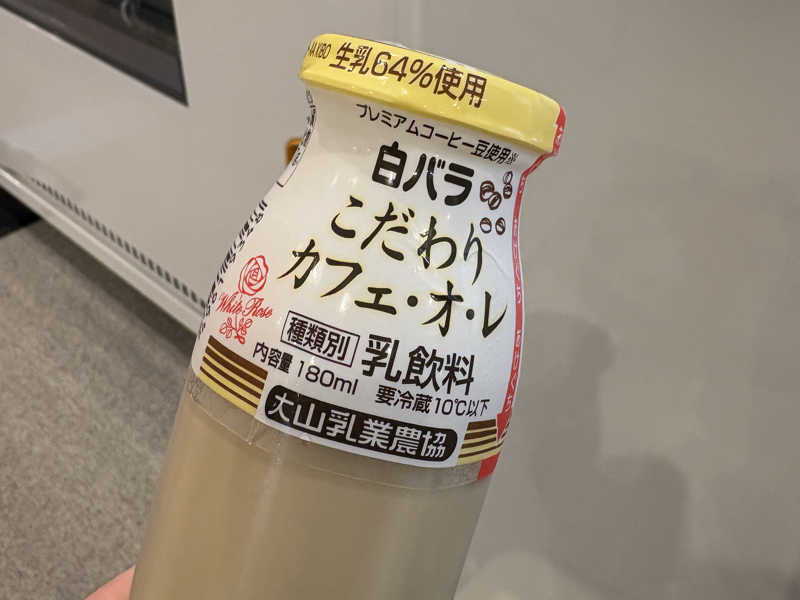 生乳64%使用
プレミアムコーヒー豆使用※
白バラ
こだわり
カフェ・オ・レ
White Rose
種類別 乳飲料
内容量 180ml 要冷蔵10℃以下
大山乳業農協